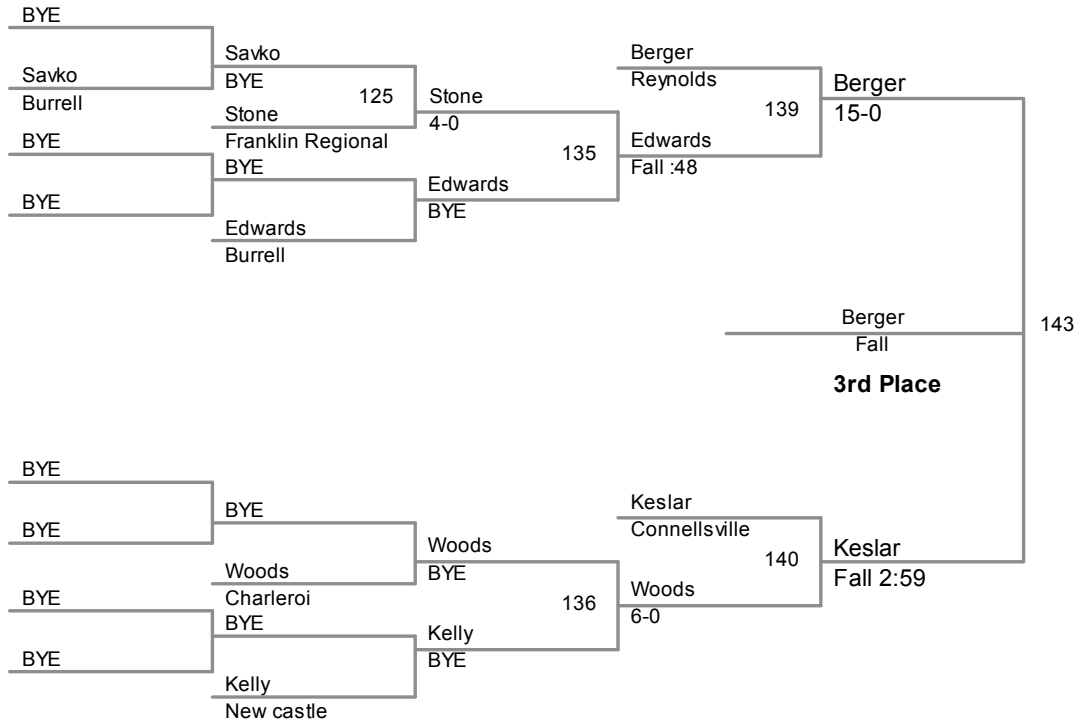 BYE
Savko
Burrell
BYE
BYE
Savko
BYE
125
Stone
Franklin Regional
BYE
Edwards
Burrell
Stone
4-0
135
Edwards
BYE
Berger
Reynolds
139
Edwards
Fall :48
Berger
15-0
Berger
Fall
143
3rd Place
BYE
BYE
BYE
BYE
BYE
Woods
Charleroi
BYE
Kelly
New castle
Woods
BYE
136
Kelly
BYE
Keslar
Connellsville
140
Woods
6-0
Keslar
Fall 2:59